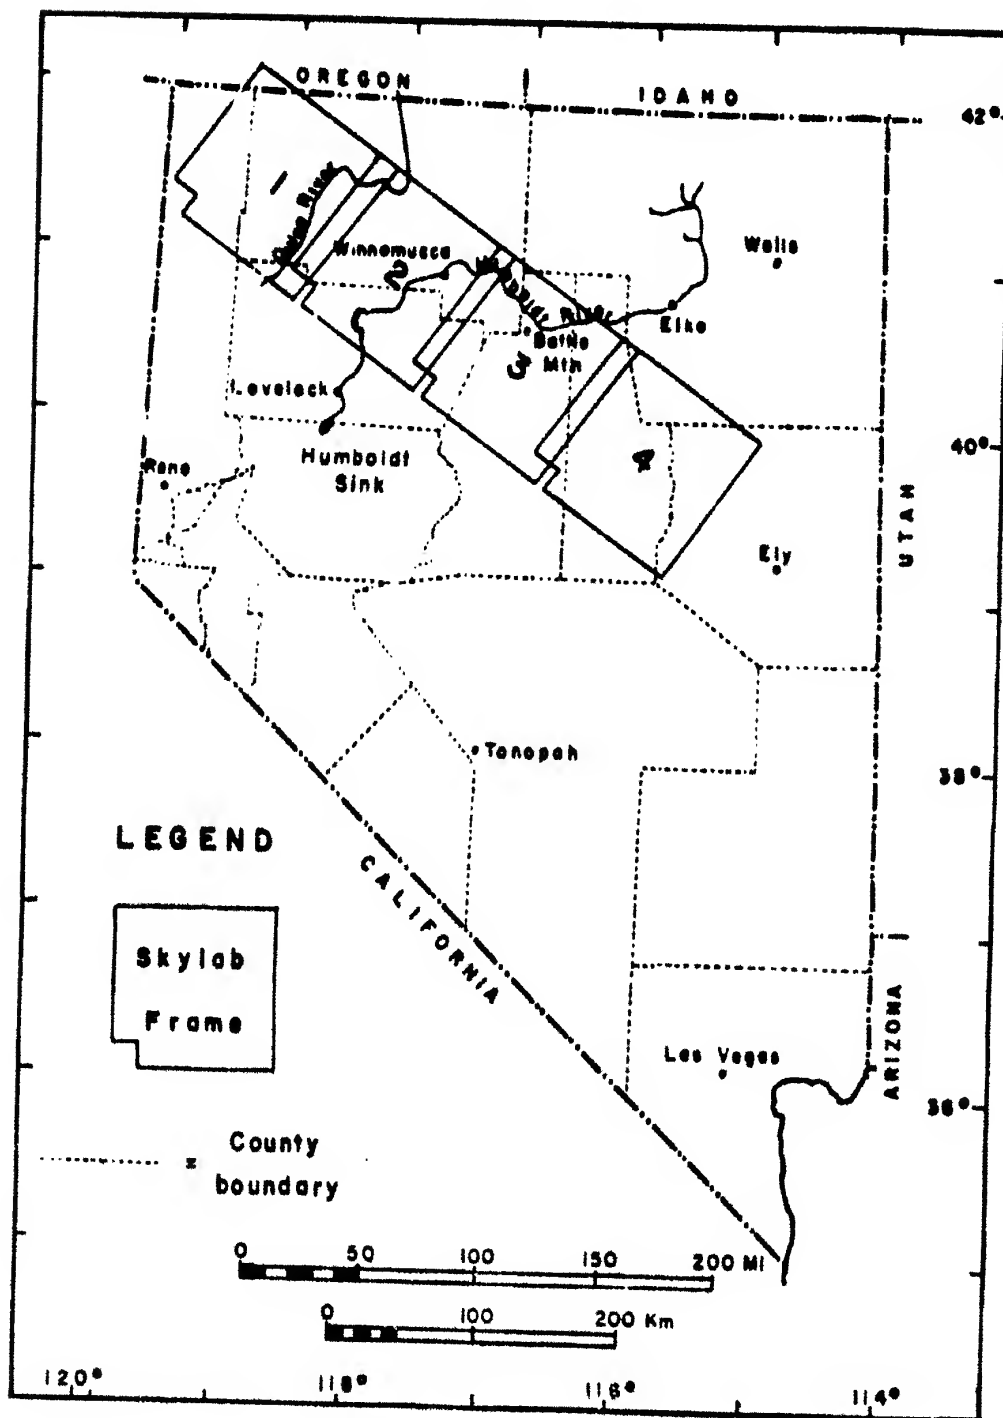 OREGON
IDAHO
42°
1
Quinn River
Winnemucca
2
Humboldt River
Wells
Elko
Battle
Mtn
3
Lovelock
Humboldt
Sink
Reno
4
40°
UTAH
Ely
Tonopah
38°
LEGEND
CALIFORNIA
Skylab
Frame
ARIZONA
Las Vegas
36°
County
boundary
0 50 100 150 200 MI
0 100 200 Km
120° 118° 116° 114°